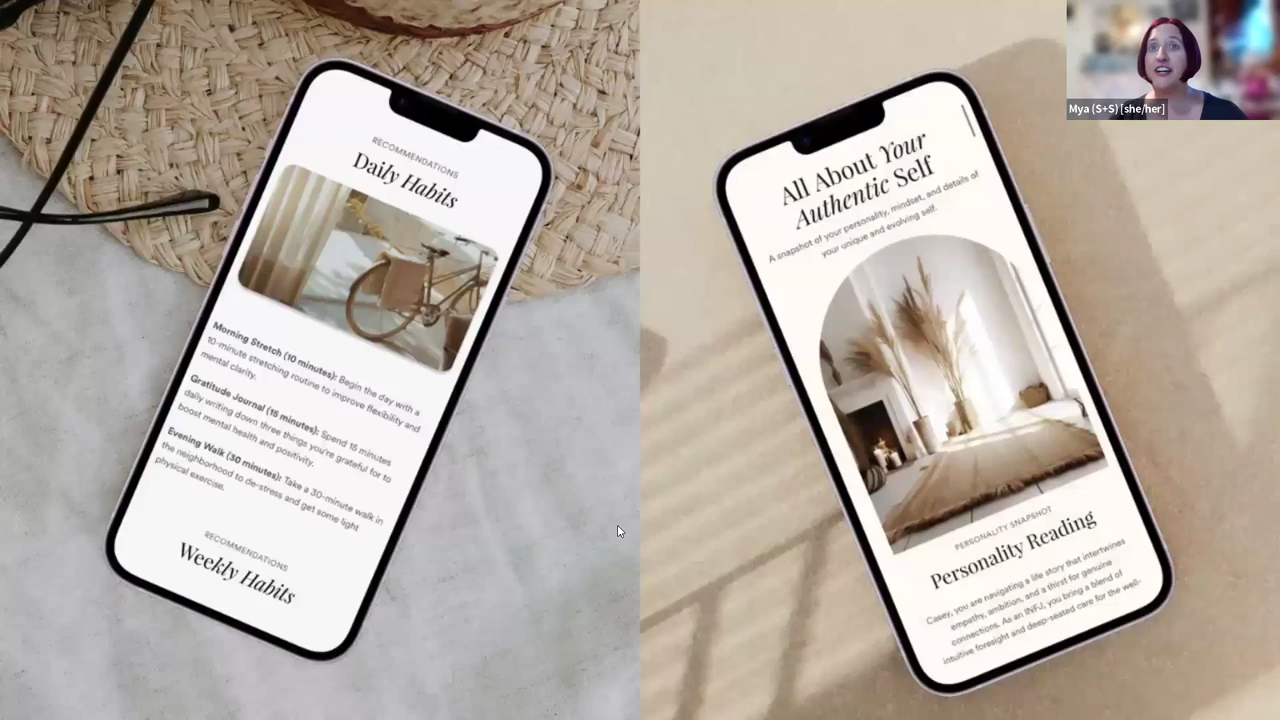 RECOMMENDATIONS
Daily Habits
Morning Stretch (10 minutes): Begin the day with a
10-minute stretching routine to improve flexibility and
mental clarity.
Gratitude Journal (15 minutes): Spend 15 minutes
daily writing down three things you're grateful for to
boost mental health and positivity.
Evening Walk (30 minutes): Take a 30-minute walk in
the neighborhood to de-stress and get some light
physical exercise.
RECOMMENDATIONS
Weekly Habits
All About Your
Authentic Self
A snapshot of your personality, mindset, and details of
your unique and evolving self.
PERSONALITY SNAPSHOT
Personality Reading
Casey, you are navigating a life story that intertwines
empathy, ambition, and a thirst for genuine
connections. As an INFJ, you bring a blend of
intuitive foresight and deep-seated care for the well-
Mya (S+S) [she/her]